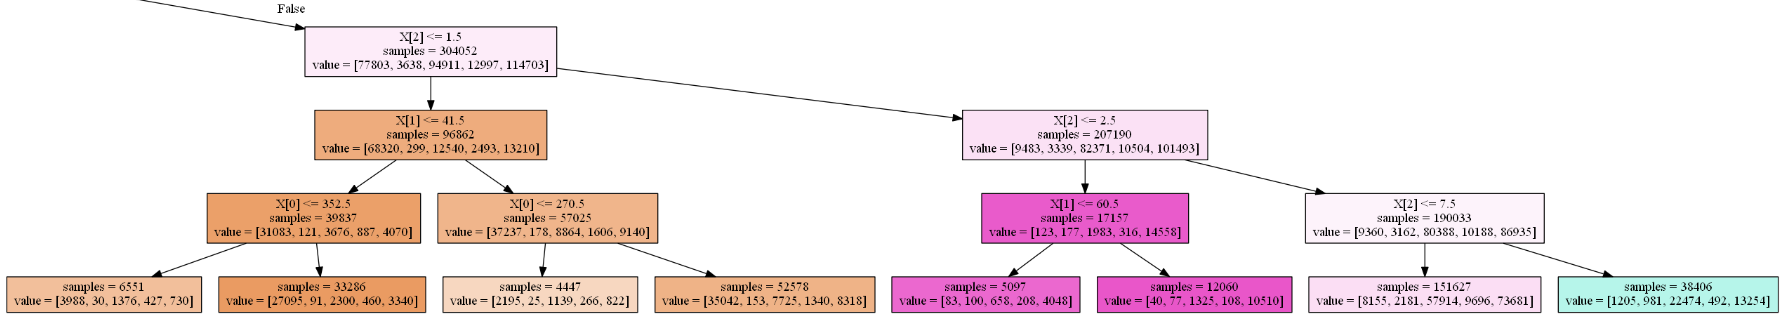 False
X[2] <= 1.5
samples = 304052
value = [77803, 3638, 94911, 12997, 114703]
X[1] <= 41.5
samples = 96862
value = [68320, 299, 12540, 2493, 13210]
X[2] <= 2.5
samples = 207190
value = [9483, 3339, 82371, 10504, 101493]
X[0] <= 352.5
samples = 39837
value = [31083, 121, 3676, 887, 4070]
X[0] <= 270.5
samples = 57025
value = [37237, 178, 8864, 1606, 9140]
X[1] <= 60.5
samples = 17157
value = [123, 177, 1983, 316, 14558]
X[2] <= 7.5
samples = 190033
value = [9360, 3162, 80388, 10188, 86935]
samples = 6551
value = [3988, 30, 1376, 427, 730]
samples = 33286
value = [27095, 91, 2300, 460, 3340]
samples = 4447
value = [2195, 25, 1139, 266, 822]
samples = 52578
value = [35042, 153, 7725, 1340, 8318]
samples = 5097
value = [83, 100, 658, 208, 4048]
samples = 12060
value = [40, 77, 1325, 108, 10510]
samples = 151627
value = [8155, 2181, 57914, 9696, 73681]
samples = 38406
value = [1205, 981, 22474, 492, 13254]